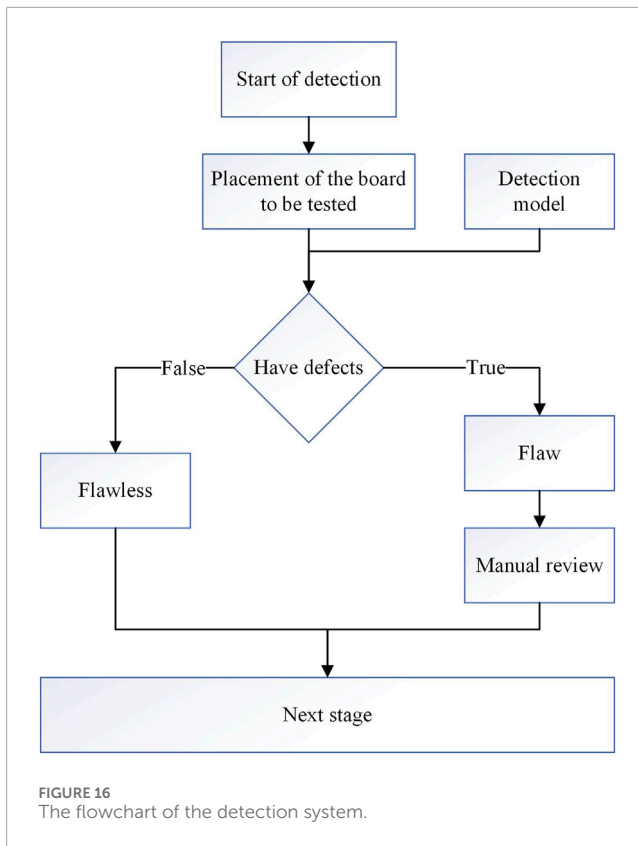 Start of detection
Placement of the board
to be tested
Detection
model
Have defects
False
True
Flawless
Flaw
Manual review
Next stage
FIGURE 16
The flowchart of the detection system.